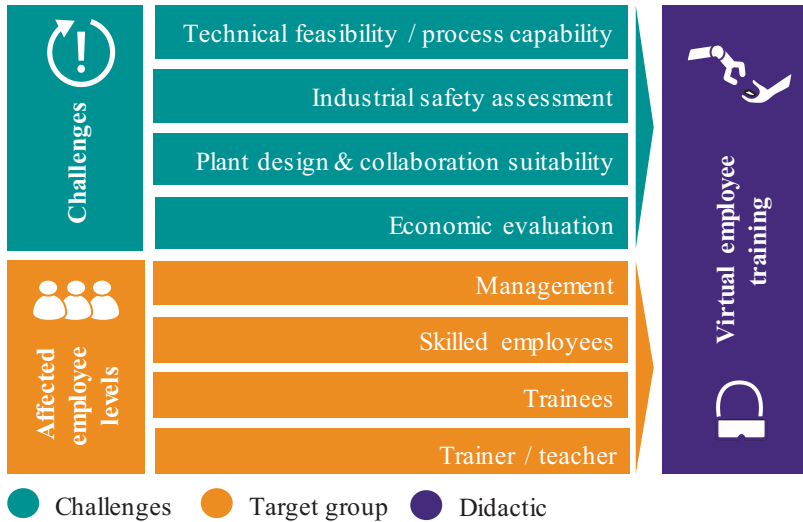 Challenges
Technical feasibility / process capability
Industrial safety assessment
Plant design & collaboration suitability
Economic evaluation
Affected
employee
levels
Management
Skilled employees
Trainees
Trainer / teacher
Virtual employee
training
Challenges
Target group
Didactic